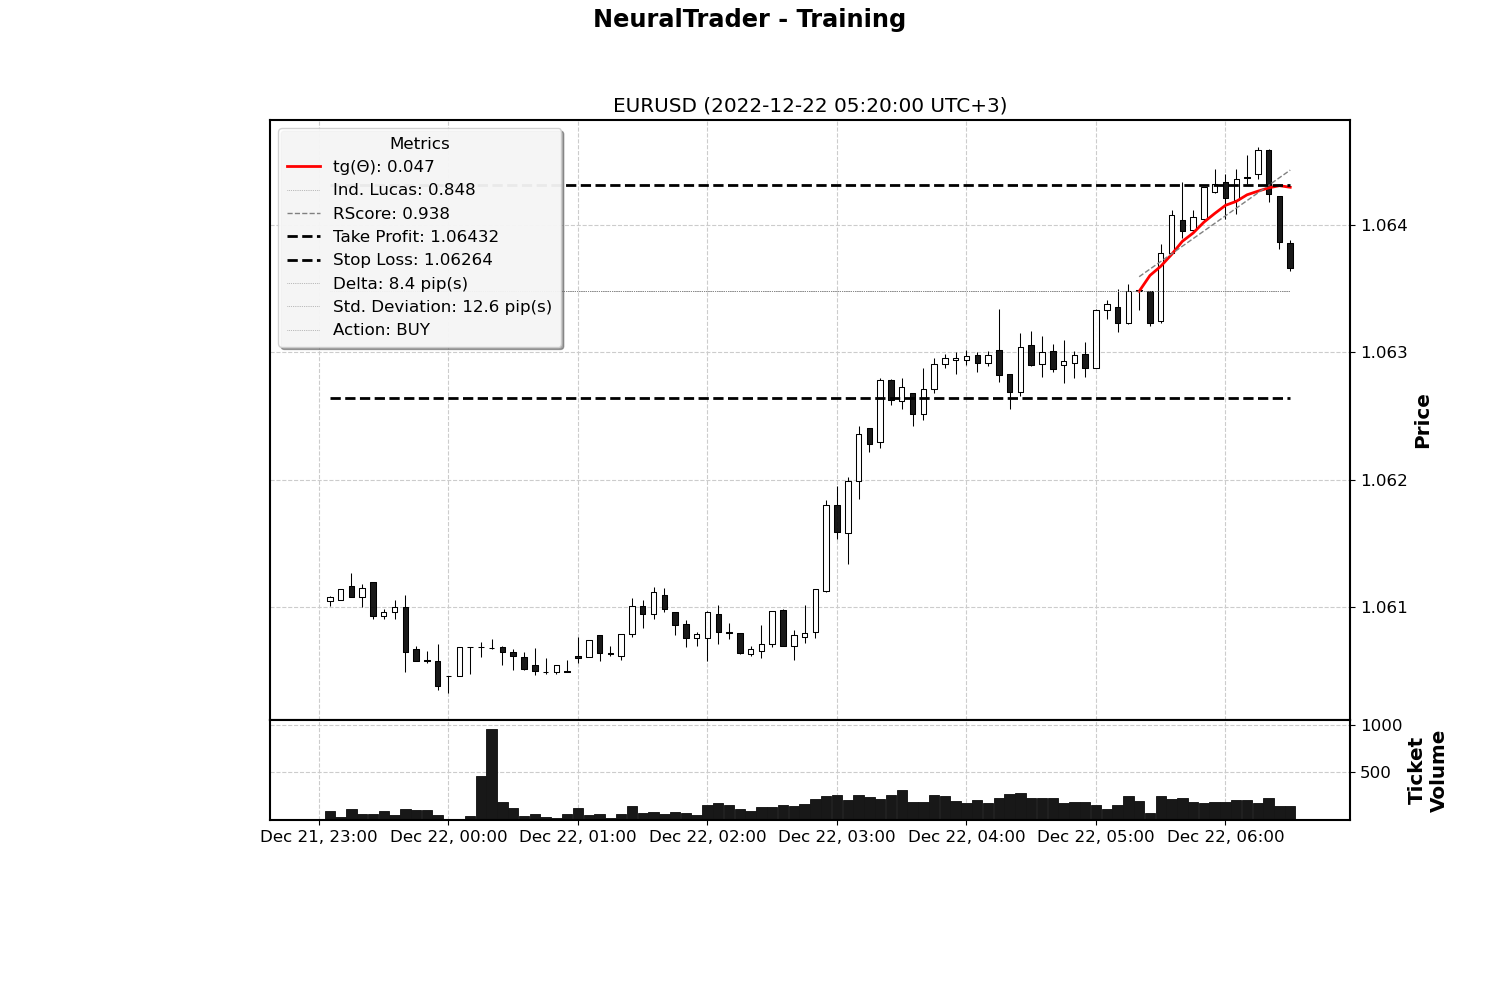 NeuralTrader - Training
EURUSD (2022-12-22 05:20:00 UTC+3)
Metrics
tg(Θ): 0.047
Ind. Lucas: 0.848
RScore: 0.938
Take Profit: 1.06432
Stop Loss: 1.06264
Delta: 8.4 pip(s)
Std. Deviation: 12.6 pip(s)
Action: BUY
1.064
1.063
1.062
1.061
Price
1000
500
Ticket
Volume
Dec 21, 23:00
Dec 22, 00:00
Dec 22, 01:00
Dec 22, 02:00
Dec 22, 03:00
Dec 22, 04:00
Dec 22, 05:00
Dec 22, 06:00